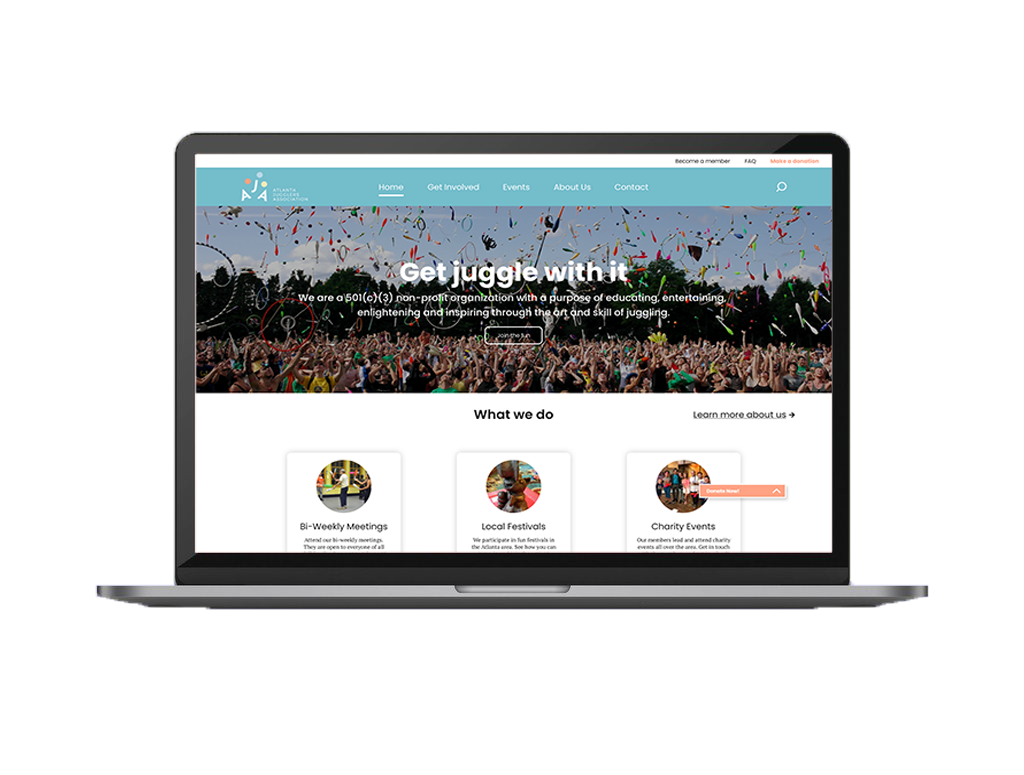 Become a member FAQ Make a donation
ATLANTA
JUGGLERS
ASSOCIATION
Home Get Involved Events About Us Contact
Get juggle with it
We are a 501(c)(3) non-profit organization with a purpose of educating, entertaining,
enlightening and inspiring through the art and skill of juggling.
Join the fun
What we do
Learn more about us →
Donate Now!
Bi-Weekly Meetings
Attend our bi-weekly meetings.
They are open to everyone of all
Local Festivals
We participate in fun festivals in
the Atlanta area. See how you can
Charity Events
Our members lead and attend charity
events all over the area. Get in touch